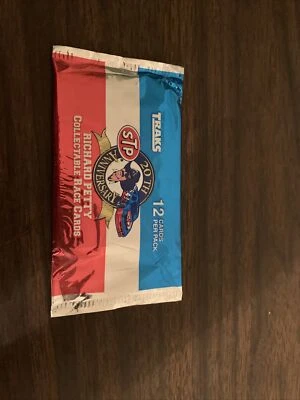 TRAKS
12 CARDS
PER PACK
STP
20TH
ANNIVERSARY
RICHARD PETTY
COLLECTABLE RACE CARDS